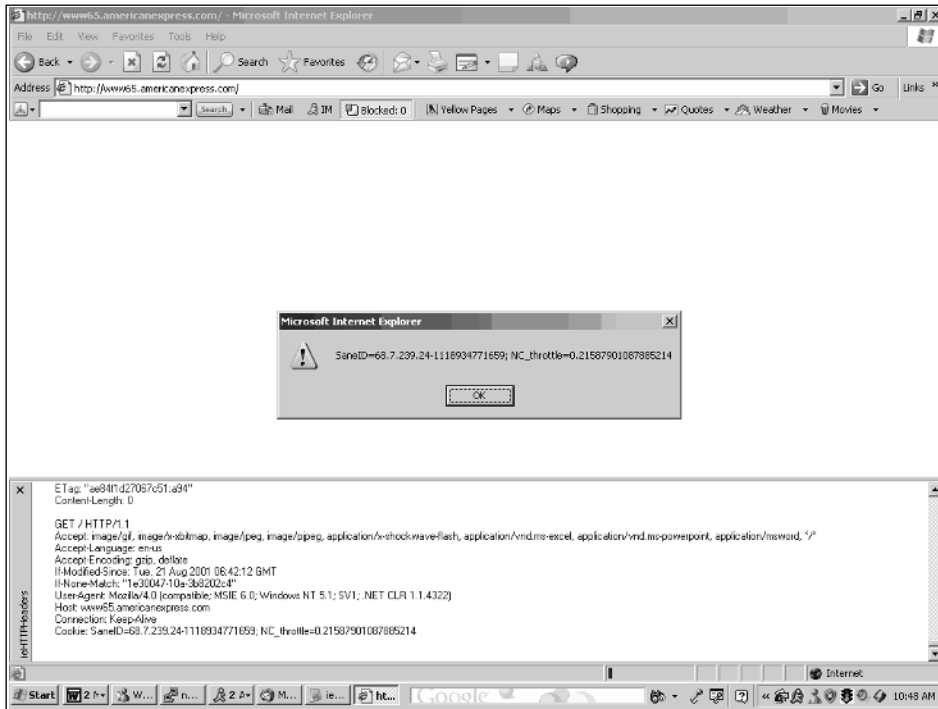 http://www65.americanexpress.com/ - Microsoft Internet Explorer
File Edit View Favorites Tools Help
Back Search Favorites
Address http://www65.americanexpress.com/ Go Links »
Search Mail IM Blocked: 0 Yellow Pages Maps Shopping Quotes Weather Movies
Microsoft Internet Explorer
SaneID=68.7.239.24-1118934771659; NC_throttle=0.21587901087885214
OK
ETag: "ae84f1d27067c51:a94"
Content-Length: 0
GET / HTTP/1.1
Accept: image/gif, image/x-xbitmap, image/jpeg, image/pjpeg, application/x-shockwave-flash, application/vnd.ms-excel, application/vnd.ms-powerpoint, application/msword, */*
Accept-Language: en-us
Accept-Encoding: gzip, deflate
If-Modified-Since: Tue, 21 Aug 2001 06:42:12 GMT
If-None-Match: "1e30047-10a-3b8202c4"
User-Agent: Mozilla/4.0 (compatible; MSIE 6.0; Windows NT 5.1; SV1; .NET CLR 1.1.4322)
Host: www65.americanexpress.com
Connection: Keep-Alive
Cookie: SaneID=68.7.239.24-1118934771659; NC_throttle=0.21587901087885214
ieHTTPHeaders
Internet
Start 2 W... n... 2 M... ie... ht... Google « 10:48 AM